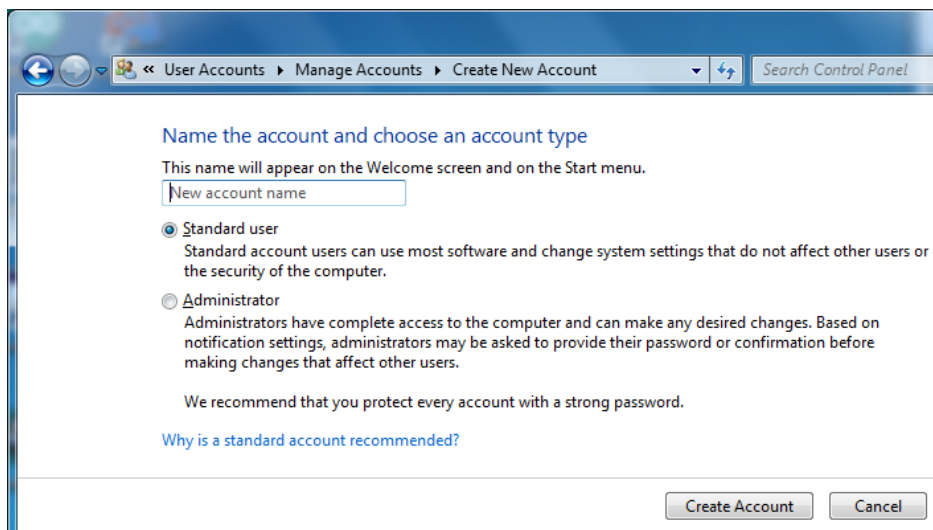 « User Accounts ▸ Manage Accounts ▸ Create New Account
Search Control Panel
Name the account and choose an account type
This name will appear on the Welcome screen and on the Start menu.
New account name
Standard user
Standard account users can use most software and change system settings that do not affect other users or
the security of the computer.
Administrator
Administrators have complete access to the computer and can make any desired changes. Based on
notification settings, administrators may be asked to provide their password or confirmation before
making changes that affect other users.
We recommend that you protect every account with a strong password.
Why is a standard account recommended?
Create Account
Cancel